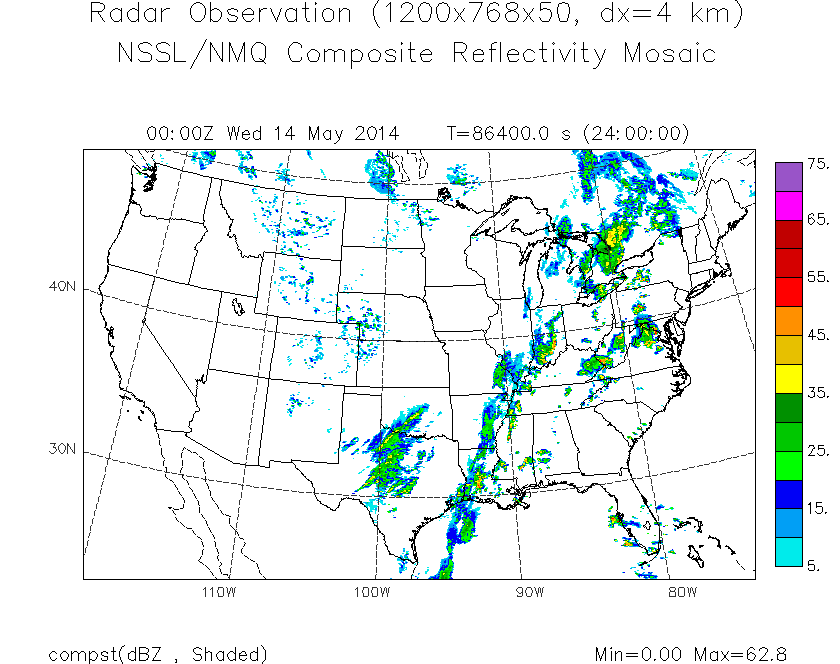 Radar Observation (1200x768x50, dx=4 km)
NSSL/NMQ Composite Reflectivity Mosaic
00:00Z Wed 14 May 2014 T=86400.0 s (24:00:00)
75.
65.
40N
35.
30N
25.
15.
5.
110W 100W 90W 80W
compst(dBZ , Shaded) Min=0.00 Max=62.8